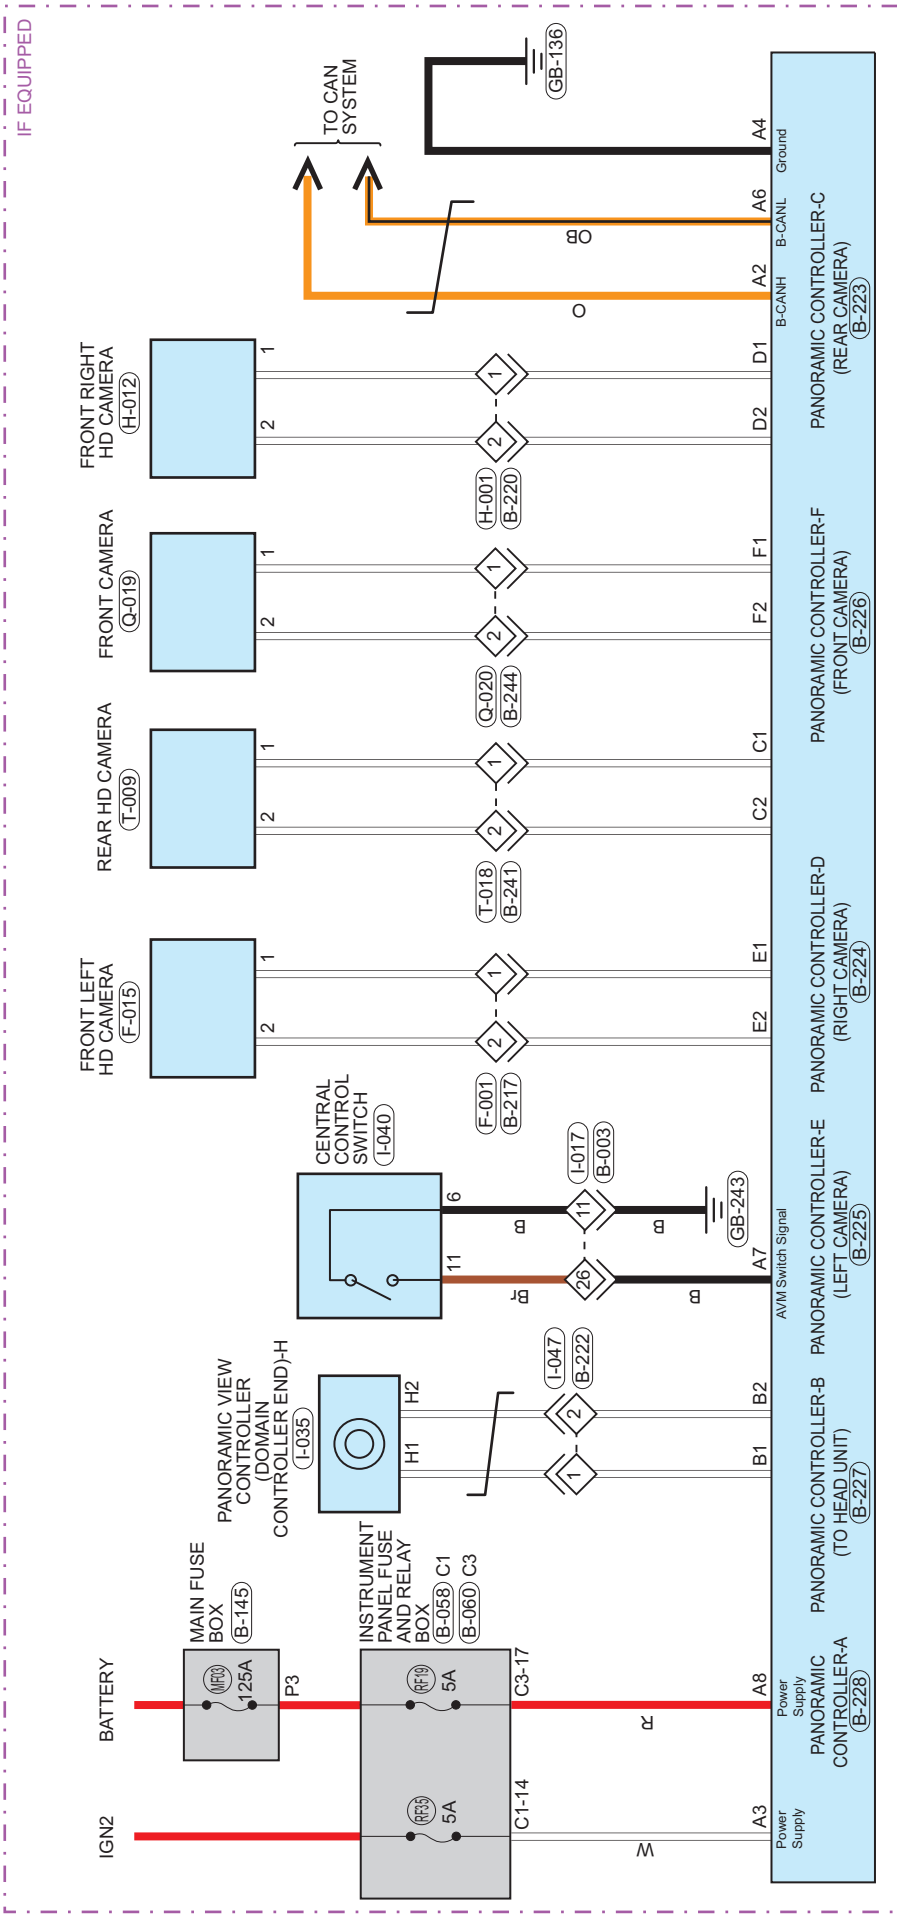 IF EQUIPPED
BATTERY
IGN2
MAIN FUSE
BOX
B-145
MF03
125A
P3
INSTRUMENT
PANEL FUSE
AND RELAY
BOX
B-058 C1
B-060 C3
RF35
5A
RF19
5A
C1-14
C3-17
W
R
PANORAMIC VIEW
CONTROLLER
(DOMAIN
CONTROLLER END)-H
I-035
H1
H2
1
2
I-047
B-222
CENTRAL
CONTROL
SWITCH
I-040
11
6
Br
B
26
11
I-017
B-003
B
B
GB-243
FRONT LEFT
HD CAMERA
F-015
2
1
2
1
F-001
B-217
REAR HD CAMERA
T-009
2
1
2
1
T-018
B-241
FRONT CAMERA
Q-019
2
1
2
1
Q-020
B-244
FRONT RIGHT
HD CAMERA
H-012
2
1
2
1
H-001
B-220
TO CAN
SYSTEM
O
OB
GB-136
A3
A8
B1
B2
A7
E2
E1
C2
C1
F2
F1
D2
D1
A2
A6
A4
Power
Supply
Power
Supply
AVM Switch Signal
B-CANH
B-CANL
Ground
PANORAMIC
CONTROLLER-A
B-228
PANORAMIC CONTROLLER-B
(TO HEAD UNIT)
B-227
PANORAMIC CONTROLLER-E
(LEFT CAMERA)
B-225
PANORAMIC CONTROLLER-D
(RIGHT CAMERA)
B-224
PANORAMIC CONTROLLER-F
(FRONT CAMERA)
B-226
PANORAMIC CONTROLLER-C
(REAR CAMERA)
B-223